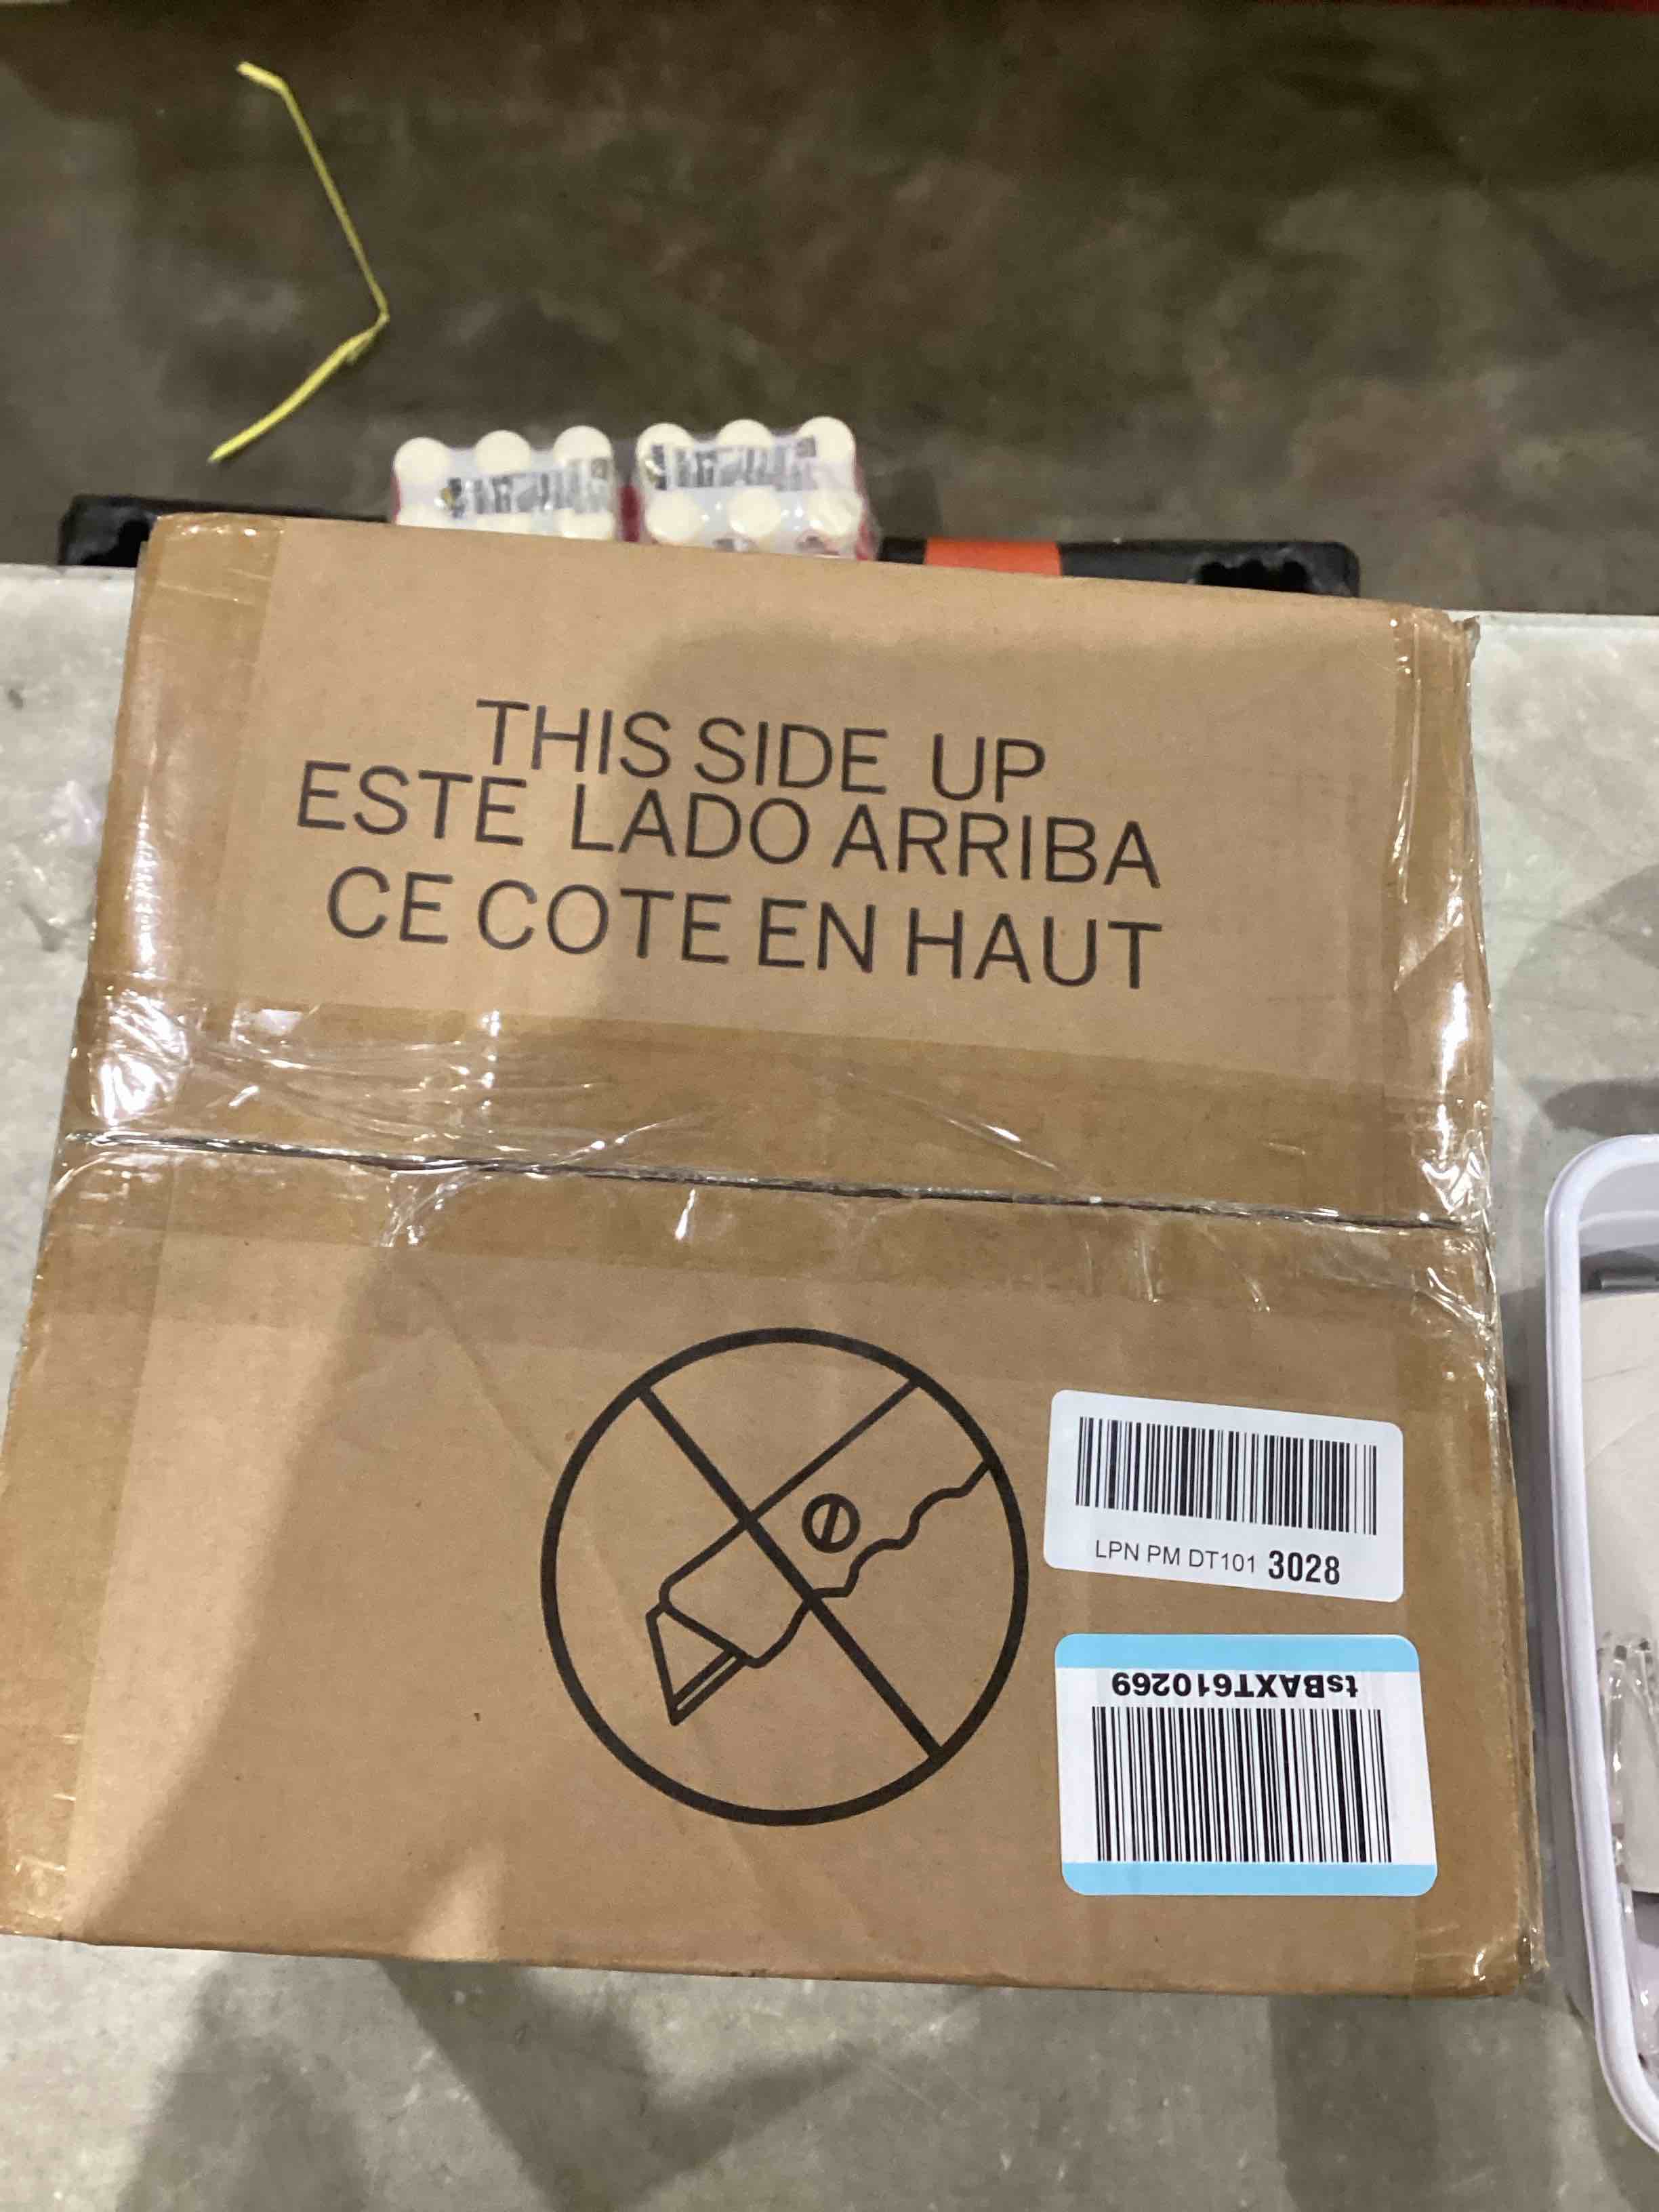 THIS SIDE UP
ESTE LADO ARRIBA
CE COTE EN HAUT
LPN PM DT101 3028
tsBAXT610269